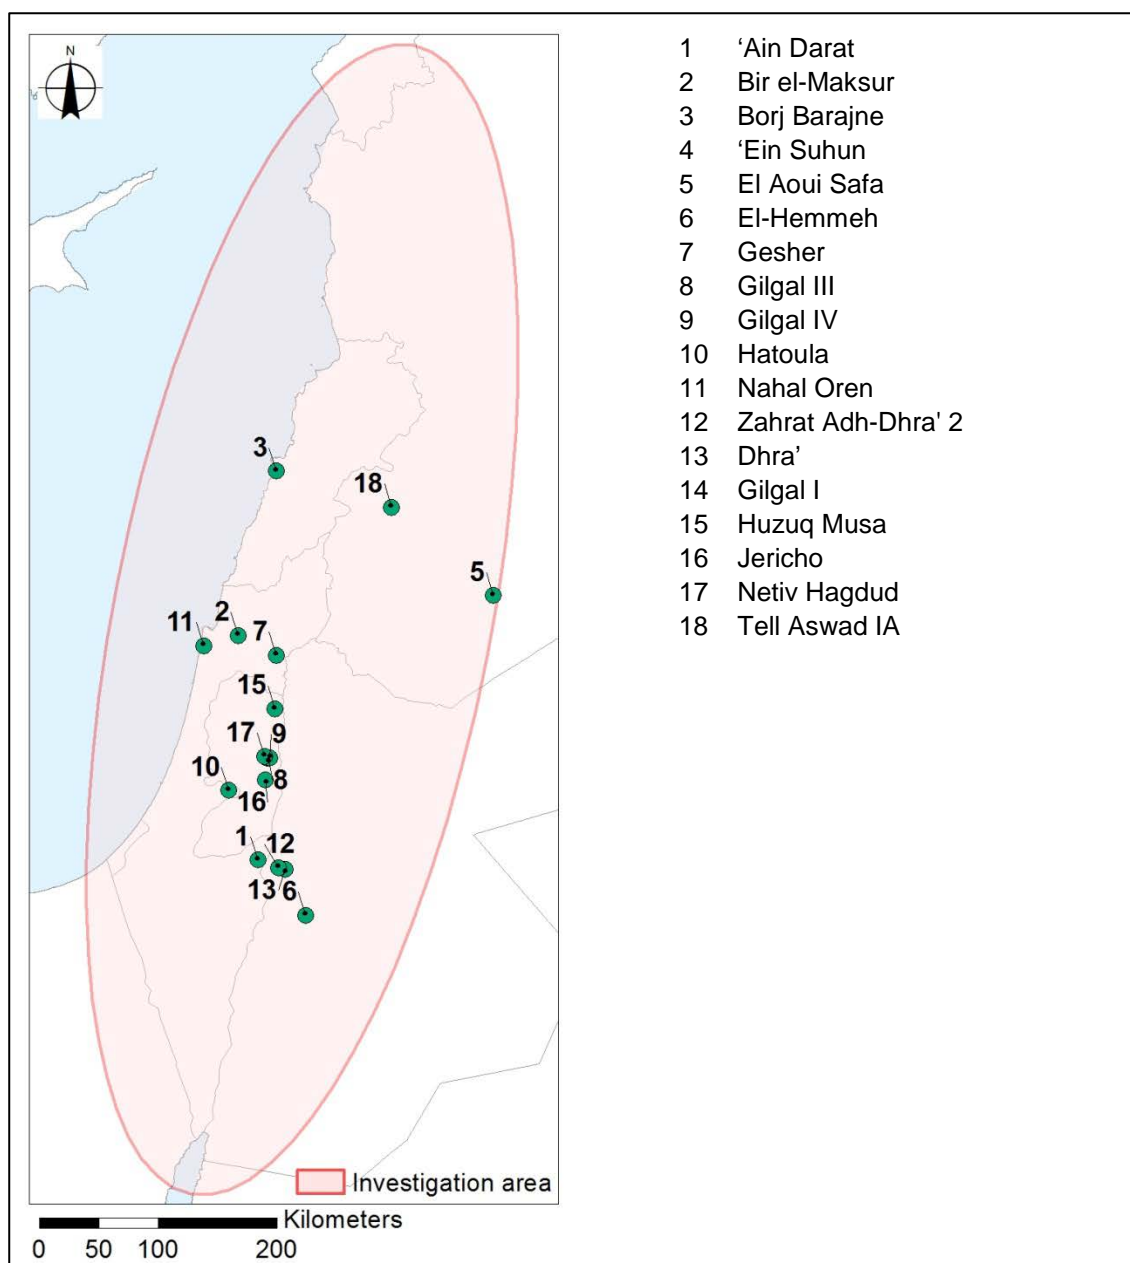 N
1 ‘Ain Darat
2 Bir el-Maksur
3 Borj Barajne
4 ‘Ein Suhun
5 El Aoui Safa
6 El-Hemmeh
7 Gesher
8 Gilgal III
9 Gilgal IV
10 Hatoula
11 Nahal Oren
12 Zahrat Adh-Dhra' 2
13 Dhra’
14 Gilgal I
15 Huzuq Musa
16 Jericho
17 Netiv Hagdud
18 Tell Aswad IA
3
18
5
2
11
7
15
17 9
10
8
16
1 12
13 6
Investigation area
Kilometers
0 50 100 200